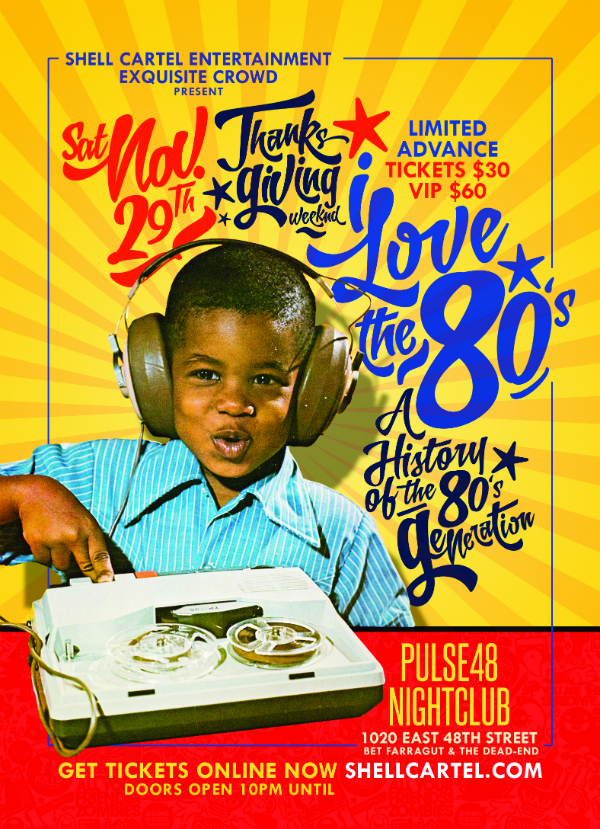 SHELL CARTEL ENTERTAINMENT
EXQUISITE CROWD
PRESENT
Sat Nov.
29TH
Thanks-
giving
weeknd
LIMITED
ADVANCE
TICKETS $30
VIP $60
i Love
the 80's
A
History
of the 80's
generation
PULSE48
NIGHTCLUB
1020 EAST 48TH STREET
BET FARRAGUT & THE DEAD-END
GET TICKETS ONLINE NOW SHELLCARTEL.COM
DOORS OPEN 10PM UNTIL